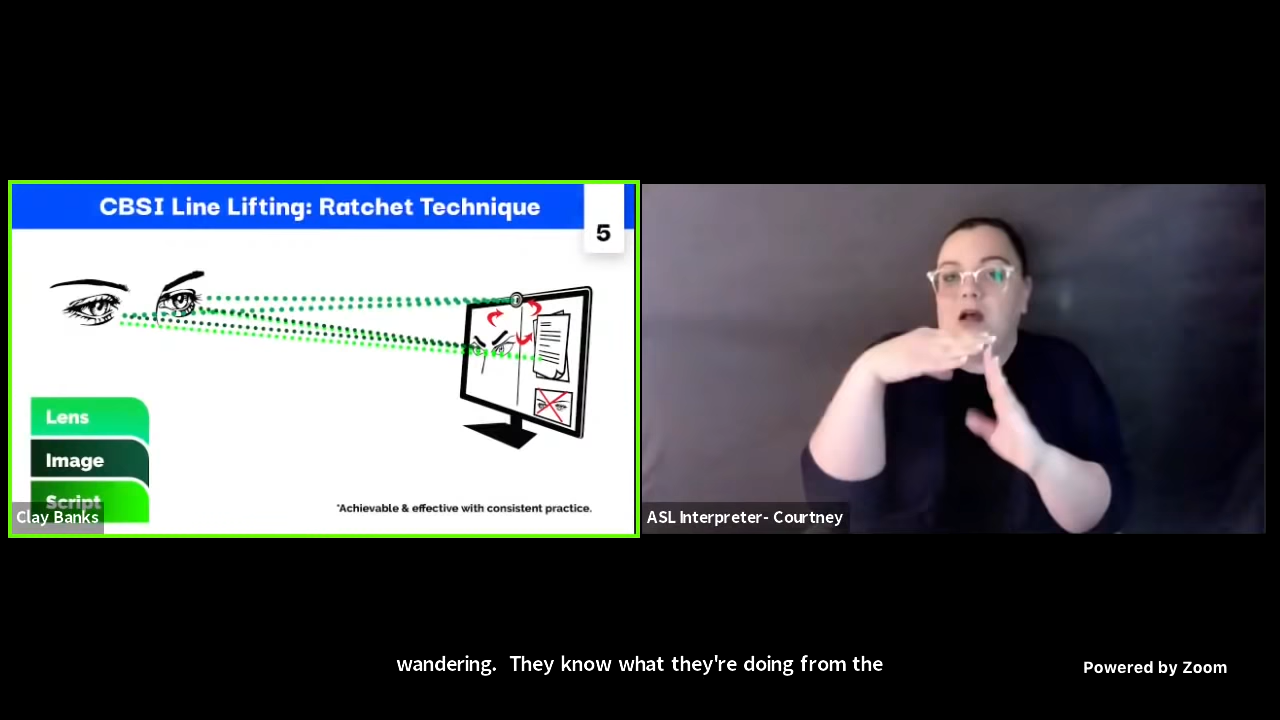 CBSI Line Lifting: Ratchet Technique
5
Lens
Image
Script
*Achievable & effective with consistent practice.
Clay Banks
ASL Interpreter- Courtney
wandering.  They know what they're doing from the
Powered by Zoom